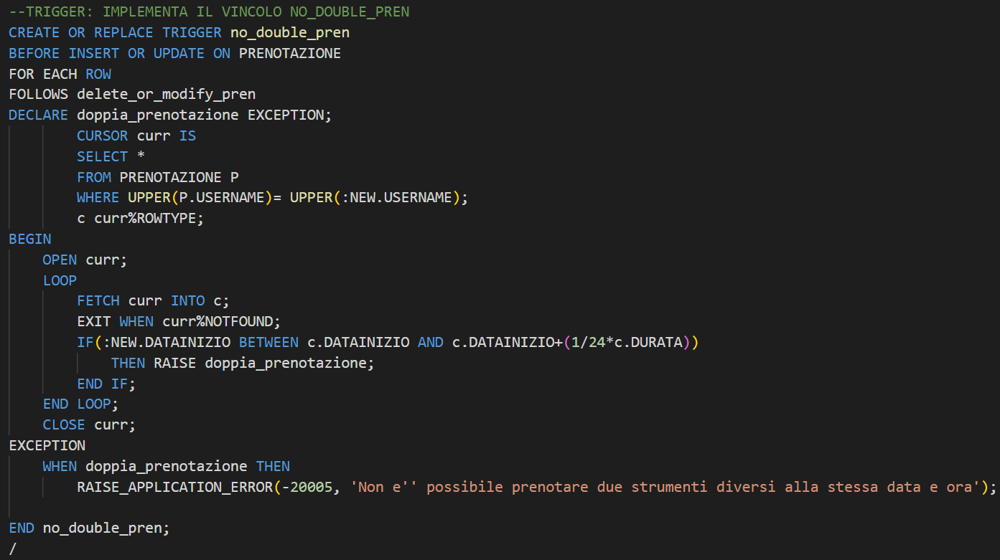 --TRIGGER: IMPLEMENTA IL VINCOLO NO_DOUBLE_PREN
CREATE OR REPLACE TRIGGER no_double_pren
BEFORE INSERT OR UPDATE ON PRENOTAZIONE
FOR EACH ROW
FOLLOWS delete_or_modify_pren
DECLARE doppia_prenotazione EXCEPTION;
        CURSOR curr IS
        SELECT *
        FROM PRENOTAZIONE P
        WHERE UPPER(P.USERNAME)= UPPER(:NEW.USERNAME);
        c curr%ROWTYPE;
BEGIN
    OPEN curr;
    LOOP
        FETCH curr INTO c;
        EXIT WHEN curr%NOTFOUND;
        IF(:NEW.DATAINIZIO BETWEEN c.DATAINIZIO AND c.DATAINIZIO+(1/24*c.DURATA))
            THEN RAISE doppia_prenotazione;
        END IF;
    END LOOP;
    CLOSE curr;
EXCEPTION
    WHEN doppia_prenotazione THEN
        RAISE_APPLICATION_ERROR(-20005, 'Non e'' possibile prenotare due strumenti diversi alla stessa data e ora');
END no_double_pren;
/